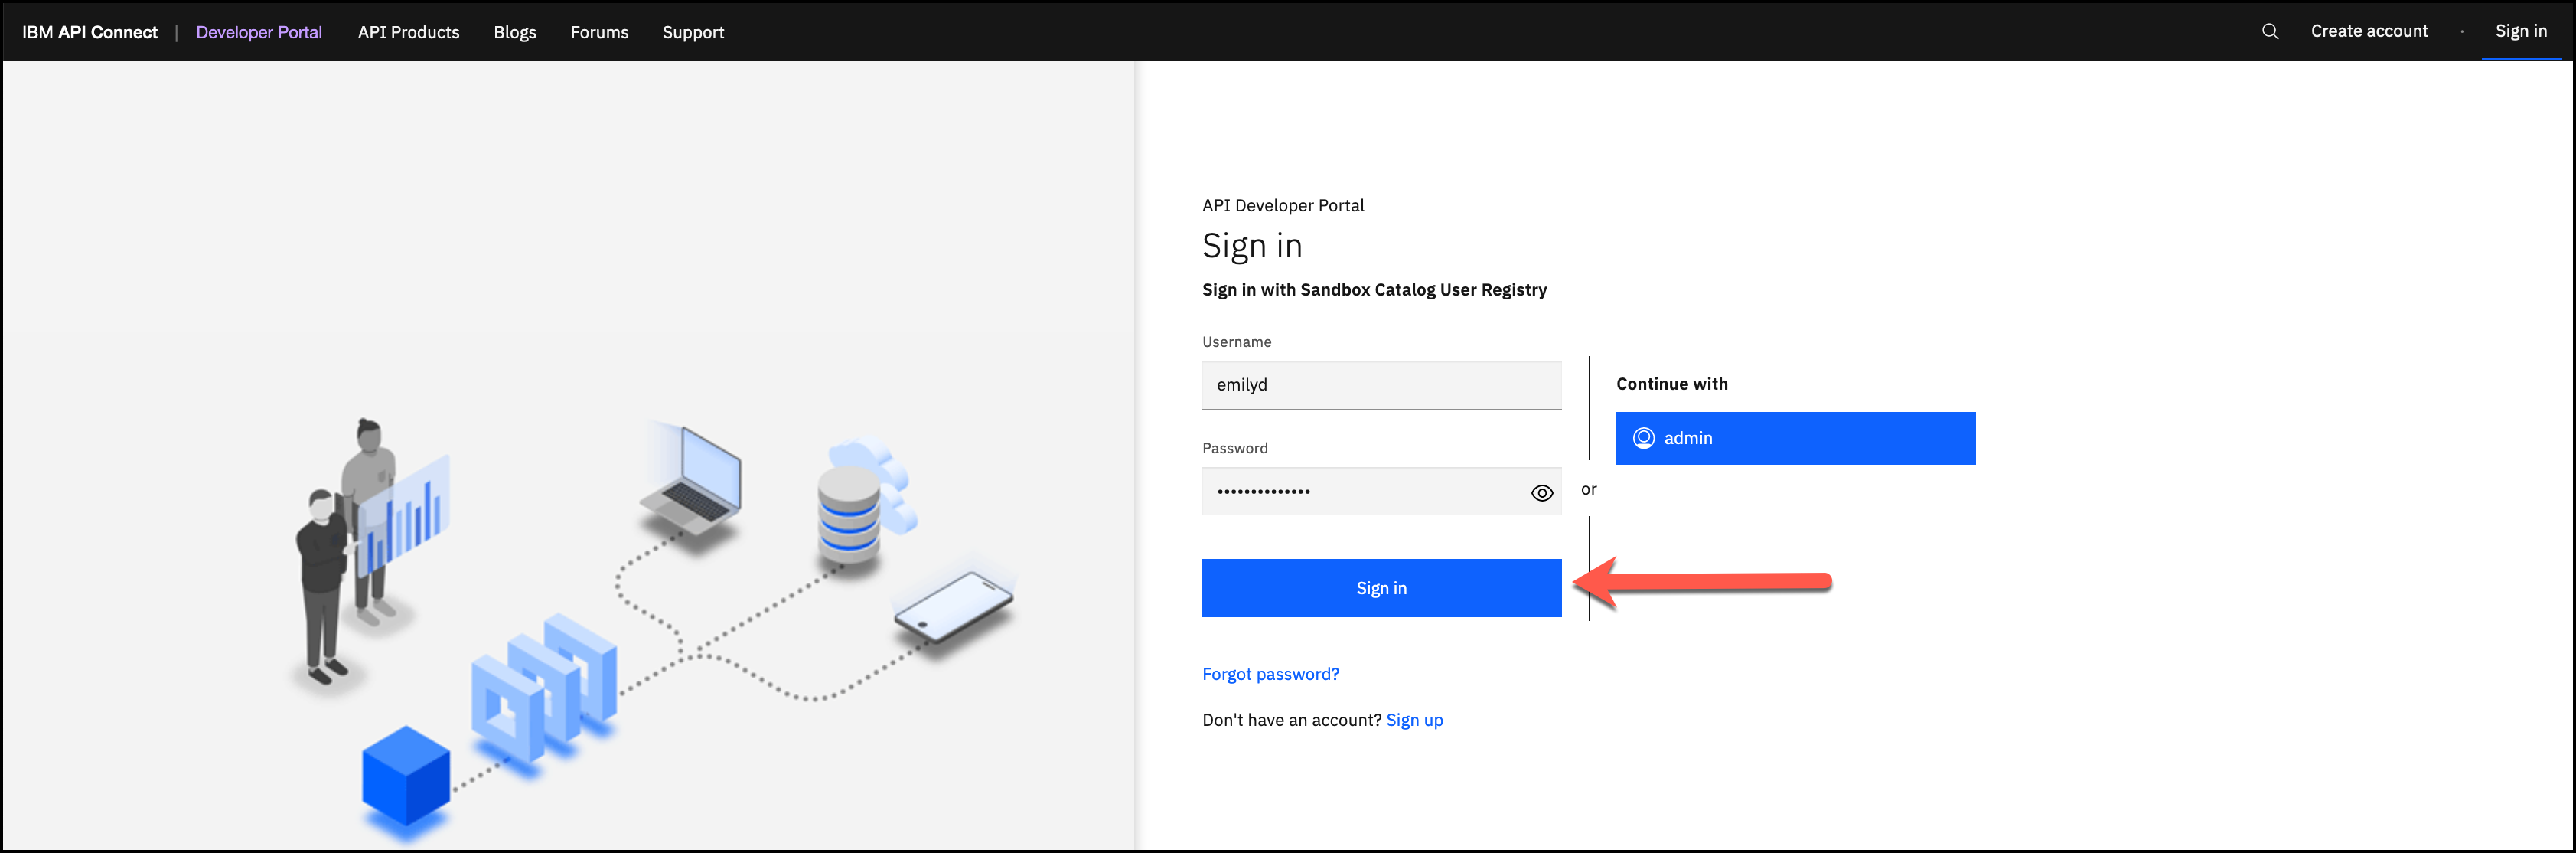 IBM API Connect | Developer Portal API Products Blogs Forums Support Create account · Sign in
API Developer Portal
Sign in
Sign in with Sandbox Catalog User Registry
Username
emilyd
Password
••••••••••••••
Sign in
or
Continue with
admin
Forgot password?
Don't have an account? Sign up